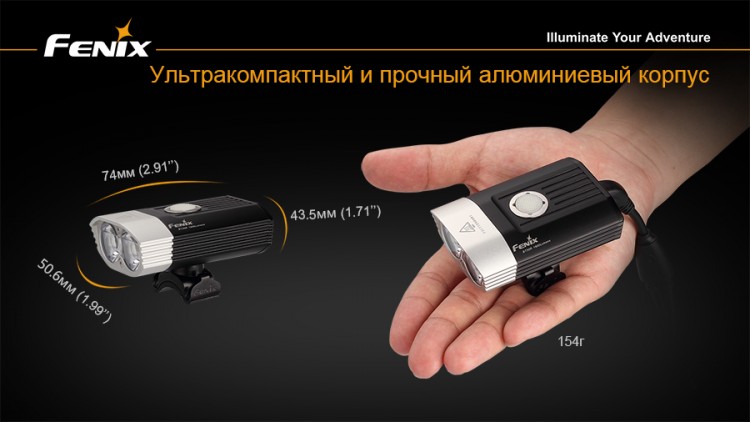 FENIX
Illuminate Your Adventure
Ультракомпактный и прочный алюминиевый корпус
74мм (2.91”)
43.5мм (1.71”)
50.6мм (1.99”)
FENIX
154г